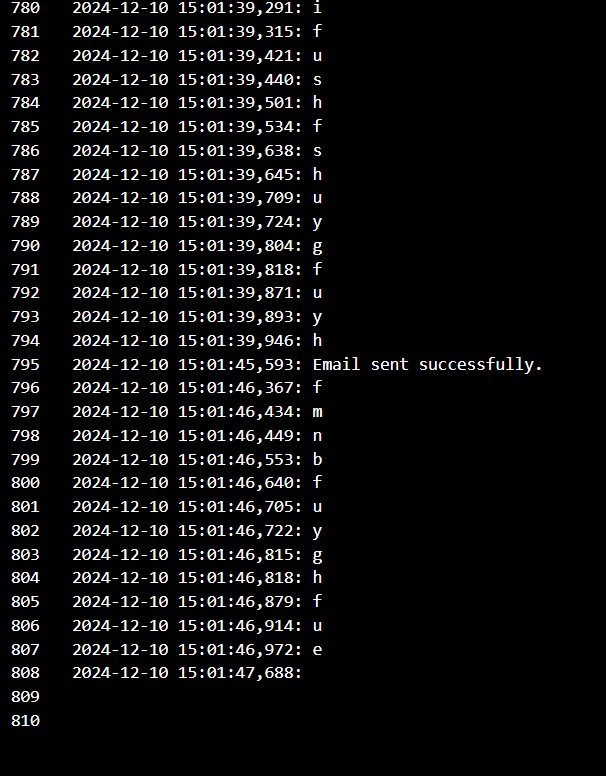 780 2024-12-10 15:01:39,291: i
781 2024-12-10 15:01:39,315: f
782 2024-12-10 15:01:39,421: u
783 2024-12-10 15:01:39,440: s
784 2024-12-10 15:01:39,501: h
785 2024-12-10 15:01:39,534: f
786 2024-12-10 15:01:39,638: s
787 2024-12-10 15:01:39,645: h
788 2024-12-10 15:01:39,709: u
789 2024-12-10 15:01:39,724: y
790 2024-12-10 15:01:39,804: g
791 2024-12-10 15:01:39,818: f
792 2024-12-10 15:01:39,871: u
793 2024-12-10 15:01:39,893: y
794 2024-12-10 15:01:39,946: h
795 2024-12-10 15:01:45,593: Email sent successfully.
796 2024-12-10 15:01:46,367: f
797 2024-12-10 15:01:46,434: m
798 2024-12-10 15:01:46,449: n
799 2024-12-10 15:01:46,553: b
800 2024-12-10 15:01:46,640: f
801 2024-12-10 15:01:46,705: u
802 2024-12-10 15:01:46,722: y
803 2024-12-10 15:01:46,815: g
804 2024-12-10 15:01:46,818: h
805 2024-12-10 15:01:46,879: f
806 2024-12-10 15:01:46,914: u
807 2024-12-10 15:01:46,972: e
808 2024-12-10 15:01:47,688:
809
810